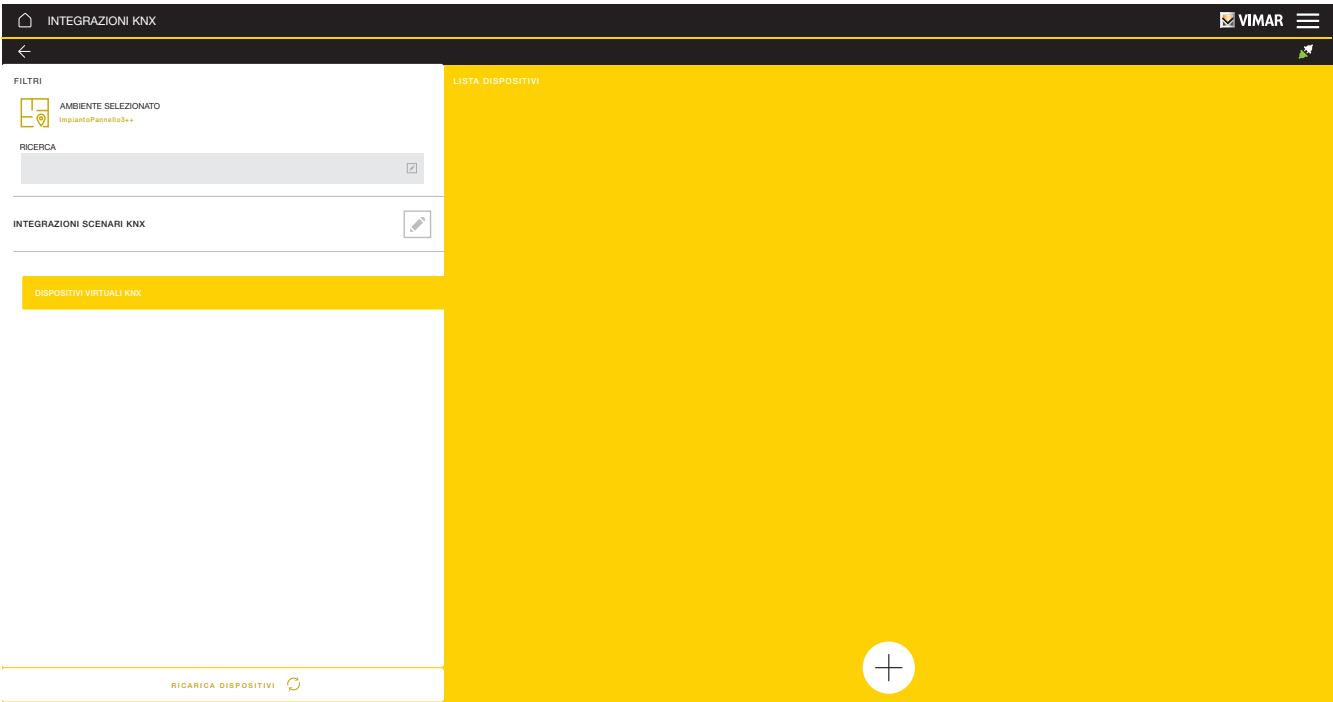 INTEGRAZIONI KNX
VIMAR
FILTRI
LISTA DISPOSITIVI
AMBIENTE SELEZIONATO
ImpiantoPannello3++
RICERCA
INTEGRAZIONI SCENARI KNX
DISPOSITIVI VIRTUALI KNX
RICARICA DISPOSITIVI